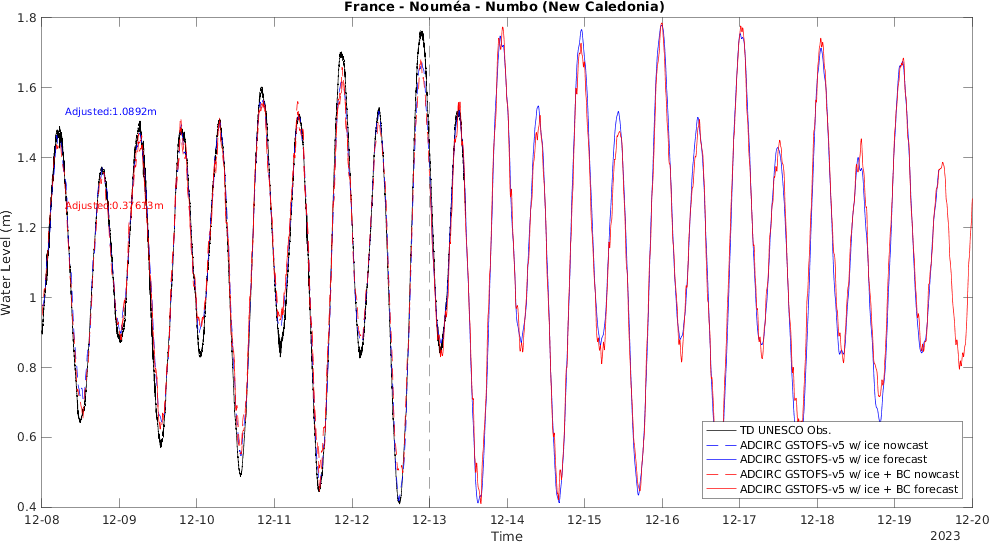 France - Nouméa - Numbo (New Caledonia)
Water Level (m)
1.8
1.6
1.4
1.2
1
0.8
0.6
0.4
Adjusted:1.0892m
Adjusted:0.37613m
TD UNESCO Obs.
ADCIRC GSTOFS-v5 w/ ice nowcast
ADCIRC GSTOFS-v5 w/ ice forecast
ADCIRC GSTOFS-v5 w/ ice + BC nowcast
ADCIRC GSTOFS-v5 w/ ice + BC forecast
12-08 12-09 12-10 12-11 12-12 12-13 12-14 12-15 12-16 12-17 12-18 12-19 12-20
Time
2023